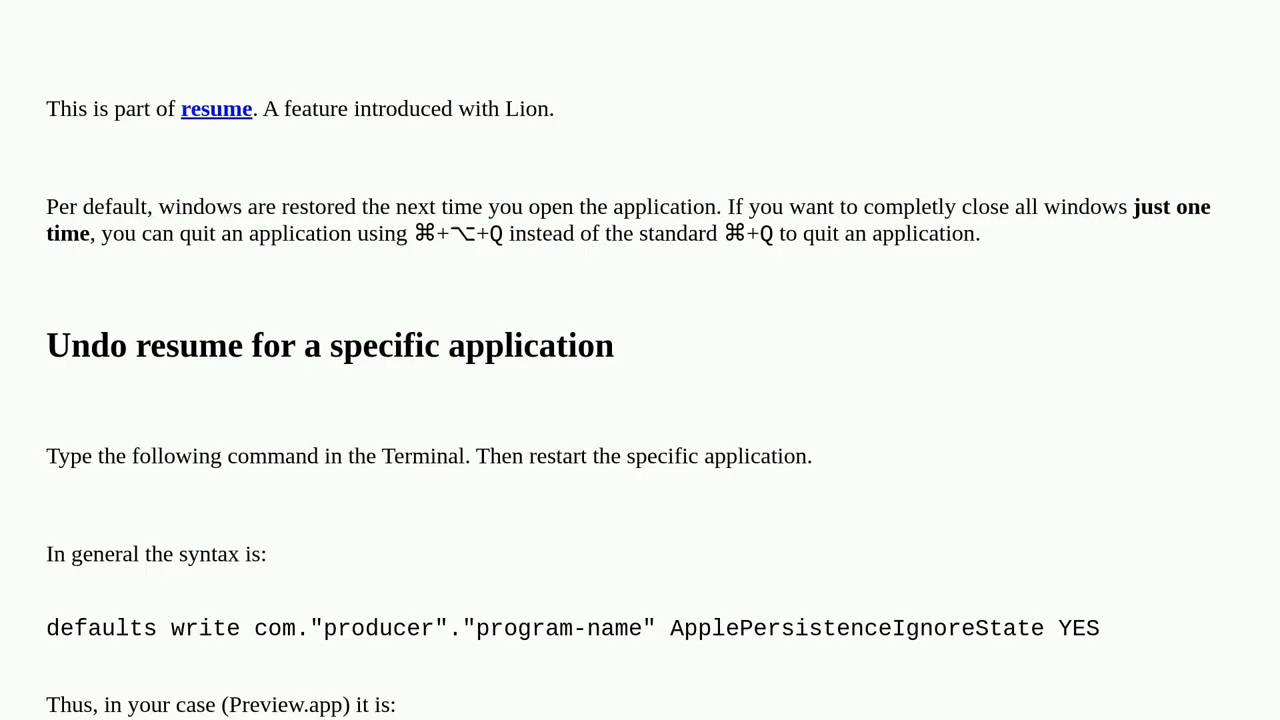 This is part of resume. A feature introduced with Lion.
Per default, windows are restored the next time you open the application. If you want to completly close all windows just one
time, you can quit an application using ⌘+⌥+Q instead of the standard ⌘+Q to quit an application.
Undo resume for a specific application
Type the following command in the Terminal. Then restart the specific application.
In general the syntax is:
defaults write com."producer"."program-name" ApplePersistenceIgnoreState YES
Thus, in your case (Preview.app) it is: